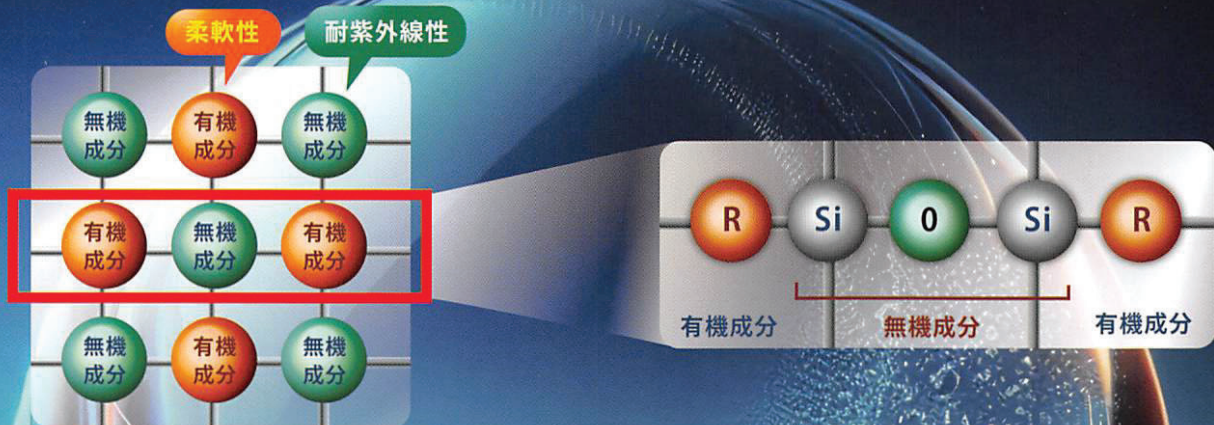 柔軟性
耐紫外線性
無機
成分
有機
成分
無機
成分
有機
成分
無機
成分
有機
成分
無機
成分
有機
成分
無機
成分
R
Si
0
Si
R
有機成分
無機成分
有機成分